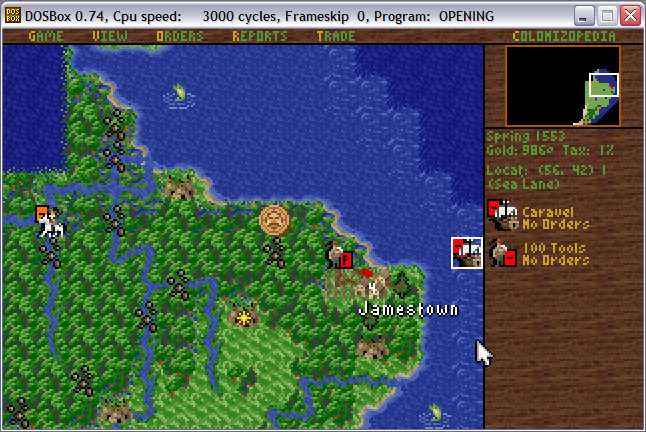 DOSBox 0.74, Cpu speed: 3000 cycles, Frameskip 0, Program: OPENING
GAME VIEW ORDERS REPORTS TRADE COLONIZOPEDIA
Spring 1553
Gold: 986¢ Tax: 1%
Locat: (56, 42) 1
(Sea Lane)
Caravel
No Orders
100 Tools
No Orders
Jamestown